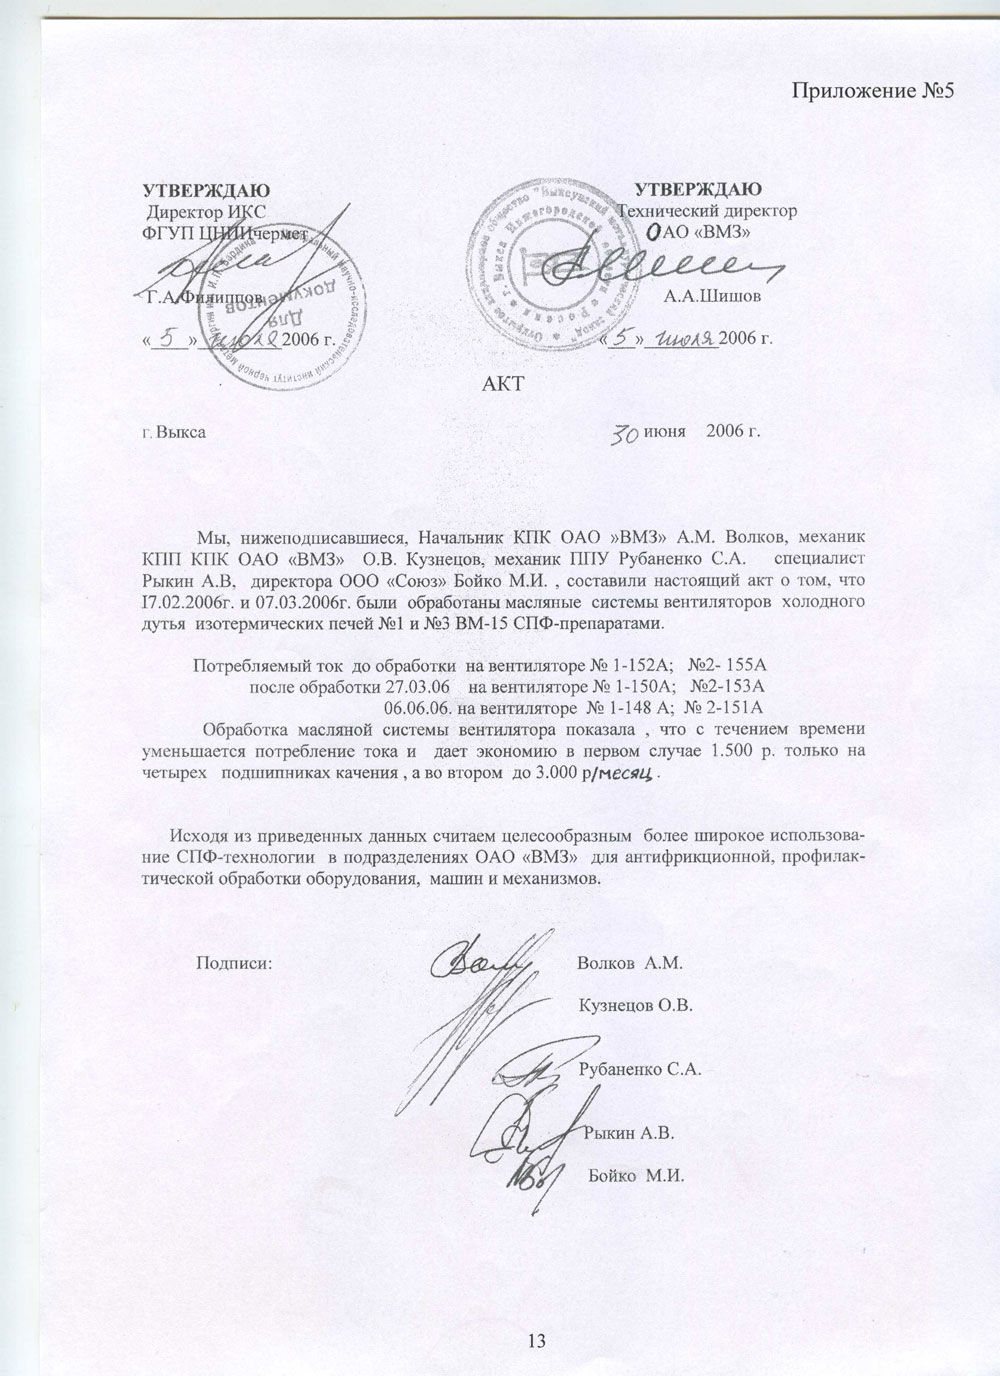 Приложение №5
УТВЕРЖДАЮ
Директор ИКС
ФГУП ЦНИИчермет
Г.А.Филиппов
« 5 » июля 2006 г.
Для
документов
УТВЕРЖДАЮ
Технический директор
ОАО «ВМЗ»
А.А.Шишов
« 5 » июля 2006 г.
АКТ
г. Выкса 30 июня 2006 г.
Мы, нижеподписавшиеся, Начальник КПК ОАО »ВМЗ» А.М. Волков, механик
КПП КПК ОАО «ВМЗ» О.В. Кузнецов, механик ППУ Рубаненко С.А. специалист
Рыкин А.В, директора ООО «Союз» Бойко М.И. , составили настоящий акт о том, что
I7.02.2006г. и 07.03.2006г. были обработаны масляные системы вентиляторов холодного
дутья изотермических печей №1 и №3 ВМ-15 СПФ-препаратами.
Потребляемый ток до обработки на вентиляторе № 1-152А; №2- 155А
после обработки 27.03.06 на вентиляторе № 1-150А; №2-153А
06.06.06. на вентиляторе № 1-148 А; № 2-151А
Обработка масляной системы вентилятора показала , что с течением времени
уменьшается потребление тока и дает экономию в первом случае 1.500 р. только на
четырех подшипниках качения , а во втором до 3.000 р/месяц .
Исходя из приведенных данных считаем целесообразным более широкое использова-
ние СПФ-технологии в подразделениях ОАО «ВМЗ» для антифрикционной, профилак-
тической обработки оборудования, машин и механизмов.
Подписи: Волков А.М.
Кузнецов О.В.
Рубаненко С.А.
Рыкин А.В.
Бойко М.И.
13